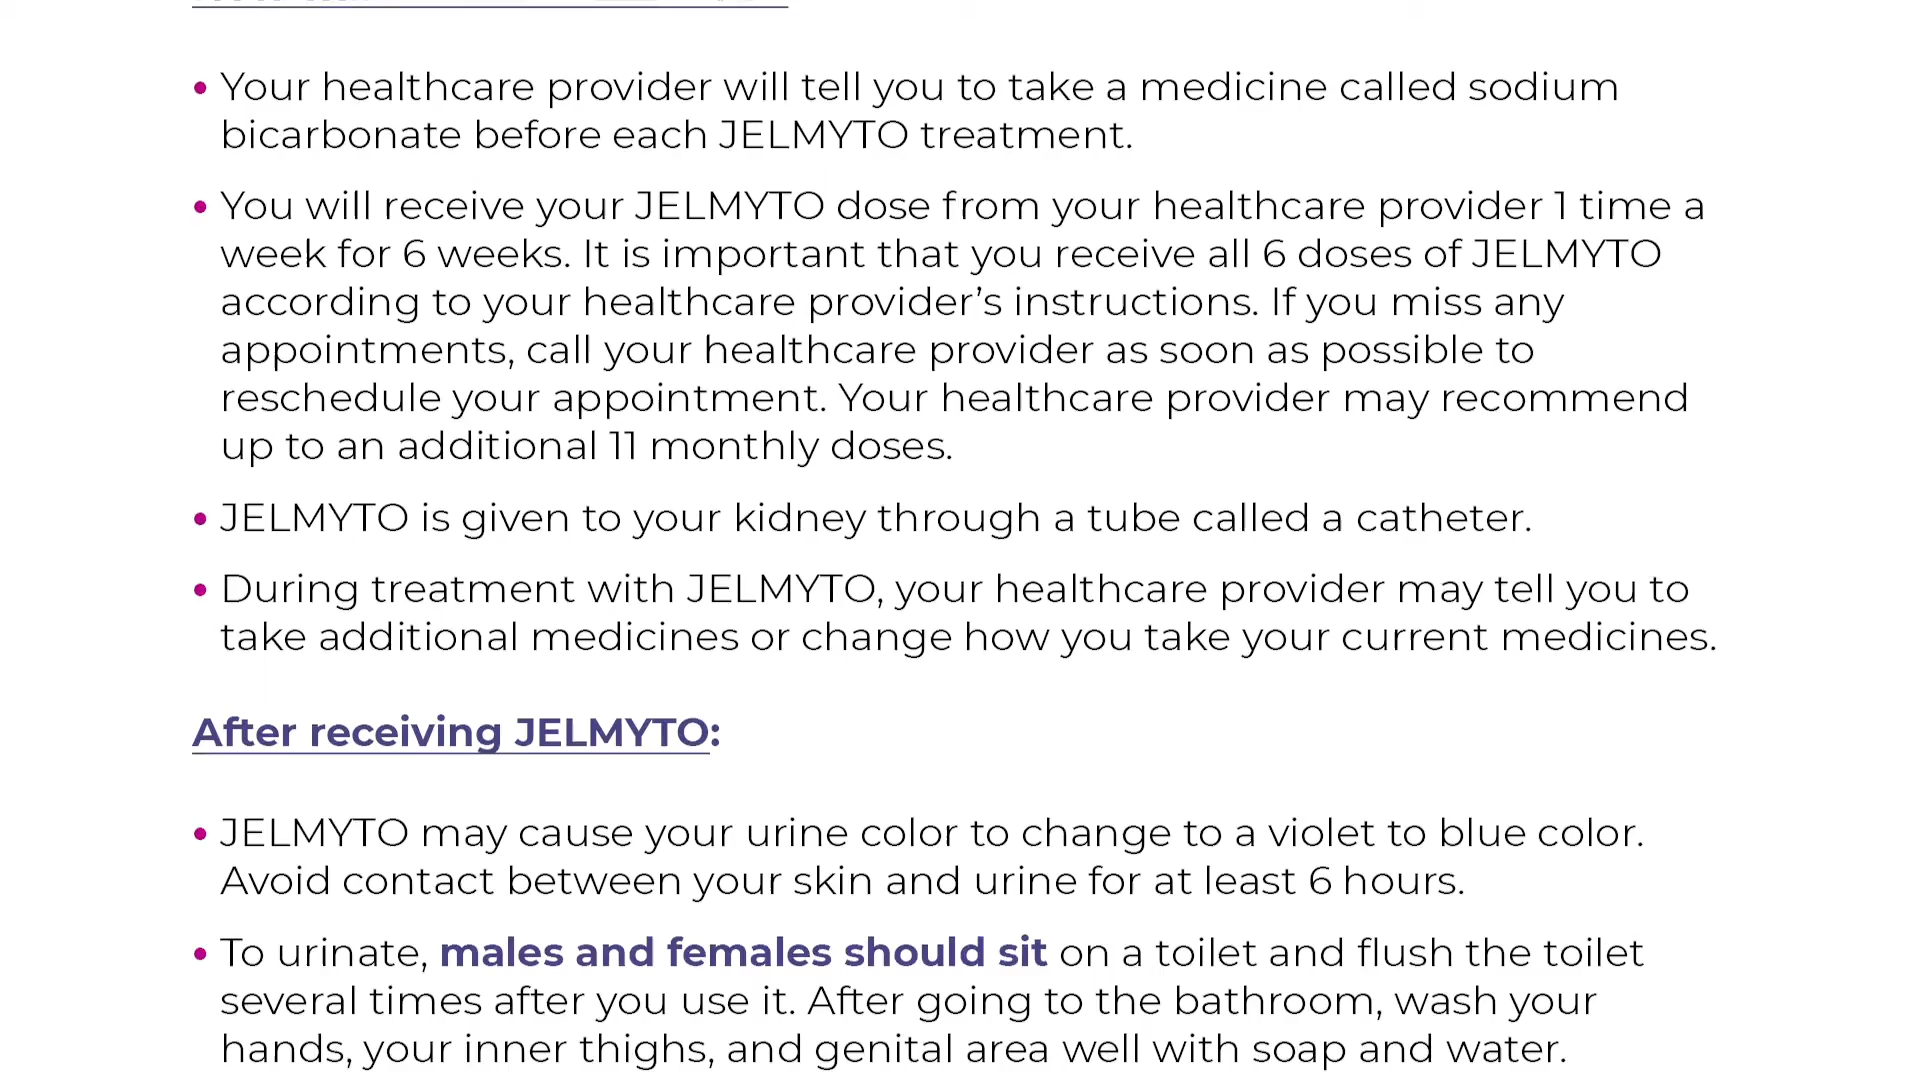 • Your healthcare provider will tell you to take a medicine called sodium
bicarbonate before each JELMYTO treatment.
• You will receive your JELMYTO dose from your healthcare provider 1 time a
week for 6 weeks. It is important that you receive all 6 doses of JELMYTO
according to your healthcare provider’s instructions. If you miss any
appointments, call your healthcare provider as soon as possible to
reschedule your appointment. Your healthcare provider may recommend
up to an additional 11 monthly doses.
• JELMYTO is given to your kidney through a tube called a catheter.
• During treatment with JELMYTO, your healthcare provider may tell you to
take additional medicines or change how you take your current medicines.
After receiving JELMYTO:
• JELMYTO may cause your urine color to change to a violet to blue color.
Avoid contact between your skin and urine for at least 6 hours.
• To urinate, males and females should sit on a toilet and flush the toilet
several times after you use it. After going to the bathroom, wash your
hands, your inner thighs, and genital area well with soap and water.